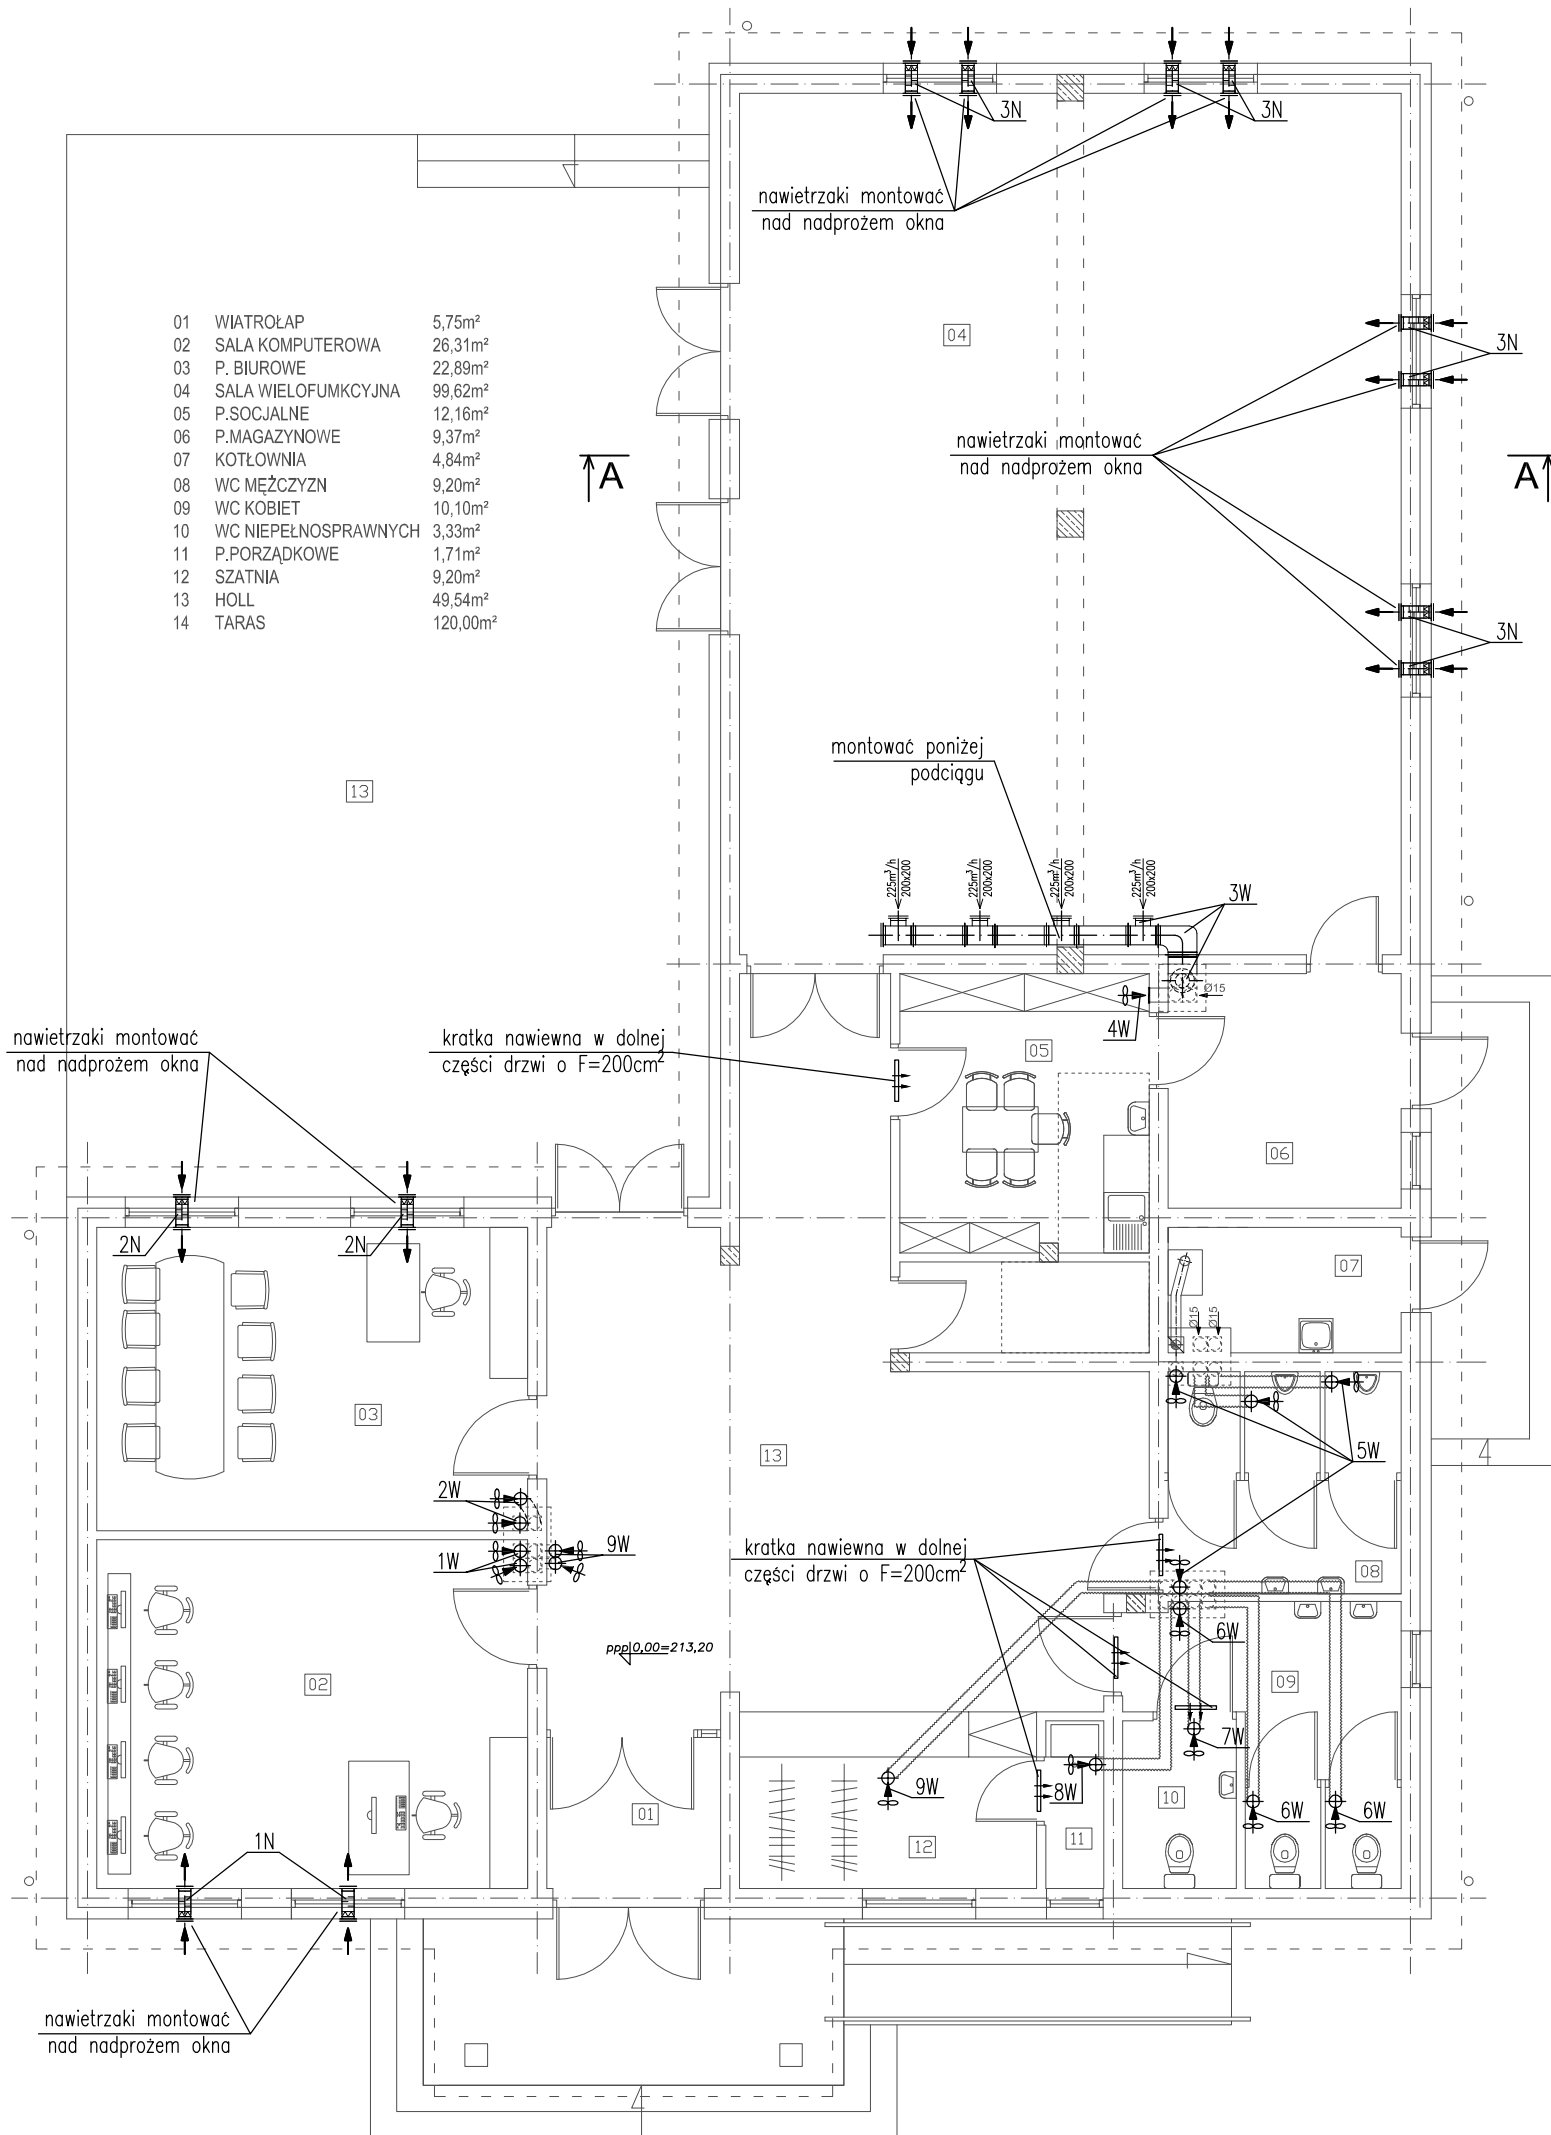 3N
3N
nawietrzaki montować
nad nadprożem okna
01 WIATROŁAP 5,75m²
02 SALA KOMPUTEROWA 26,31m²
03 P. BIUROWE 22,89m²
04 SALA WIELOFUMKCYJNA 99,62m²
05 P.SOCJALNE 12,16m²
06 P.MAGAZYNOWE 9,37m²
07 KOTŁOWNIA 4,84m²
08 WC MĘŻCZYZN 9,20m²
09 WC KOBIET 10,10m²
10 WC NIEPEŁNOSPRAWNYCH 3,33m²
11 P.PORZĄDKOWE 1,71m²
12 SZATNIA 9,20m²
13 HOLL 49,54m²
14 TARAS 120,00m²
04
3N
nawietrzaki montować
nad nadprożem okna
A
A
3N
montować poniżej
podciągu
13
225m³/h
200x200
225m³/h
200x200
225m³/h
200x200
225m³/h
200x200
3W
Ø15
4W
nawietrzaki montować
nad nadprożem okna
kratka nawiewna w dolnej
części drzwi o F=200cm²
05
06
2N
2N
07
Ø15
Ø15
03
13
5W
2W
1W
9W
kratka nawiewna w dolnej
części drzwi o F=200cm²
08
6W
ppp 0,00=213,20
02
09
7W
01
9W
8W
10
6W
6W
1N
12
11
nawietrzaki montować
nad nadprożem okna